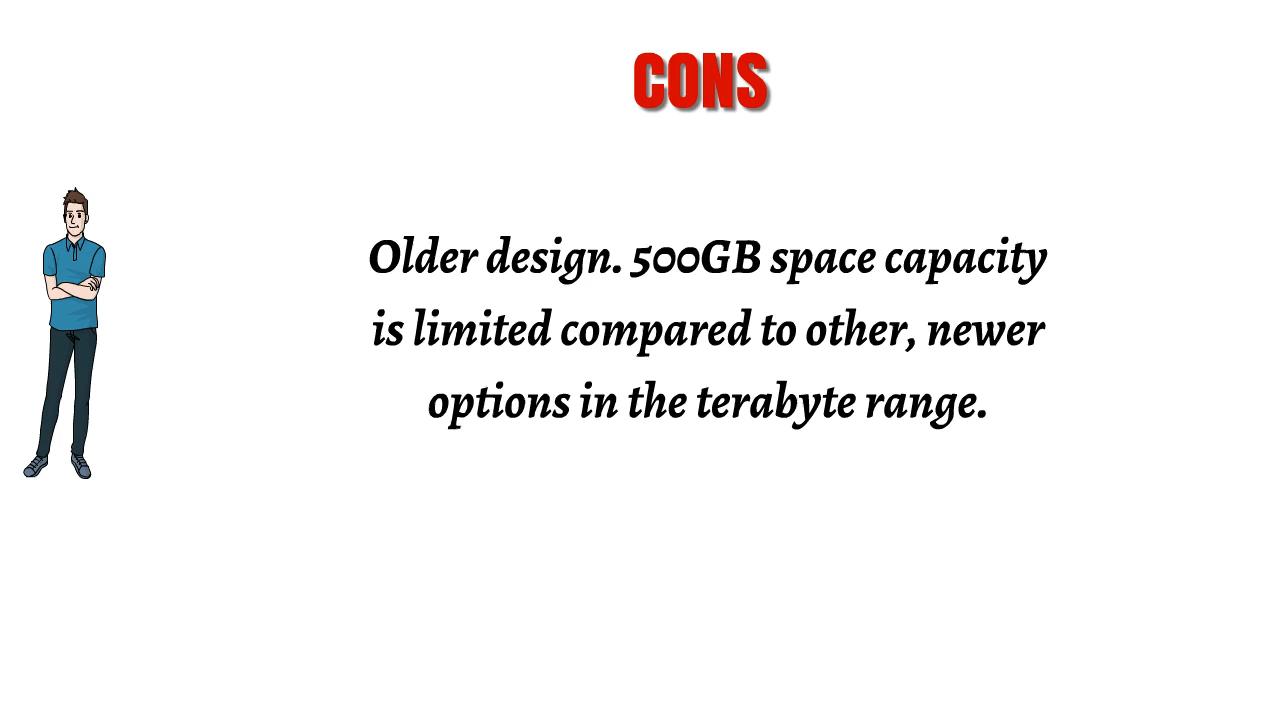 CONS
Older design. 500GB space capacity
is limited compared to other, newer
options in the terabyte range.